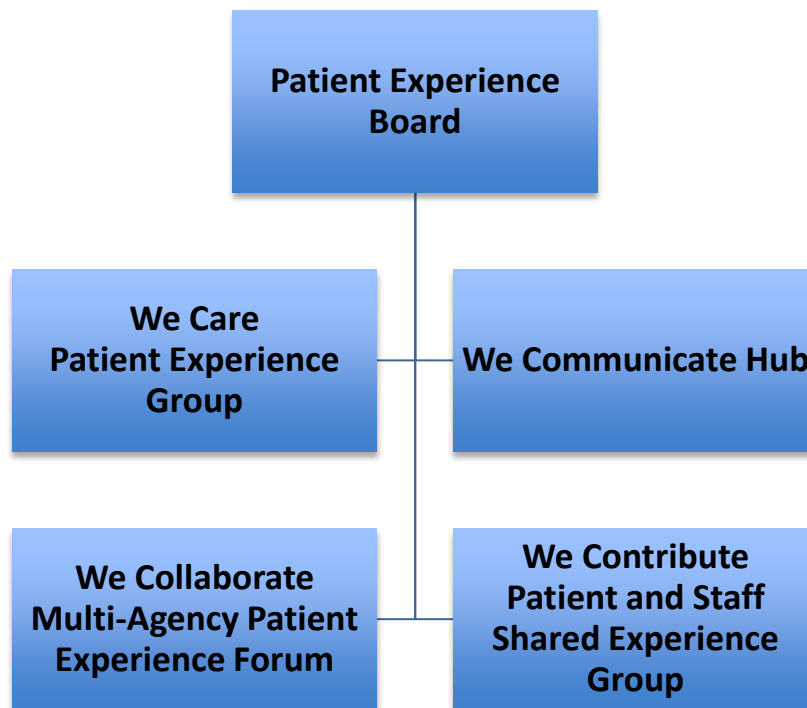 Patient Experience
Board
We Care
Patient Experience
Group
We Communicate Hub
We Collaborate
Multi-Agency Patient
Experience Forum
We Contribute
Patient and Staff
Shared Experience
Group